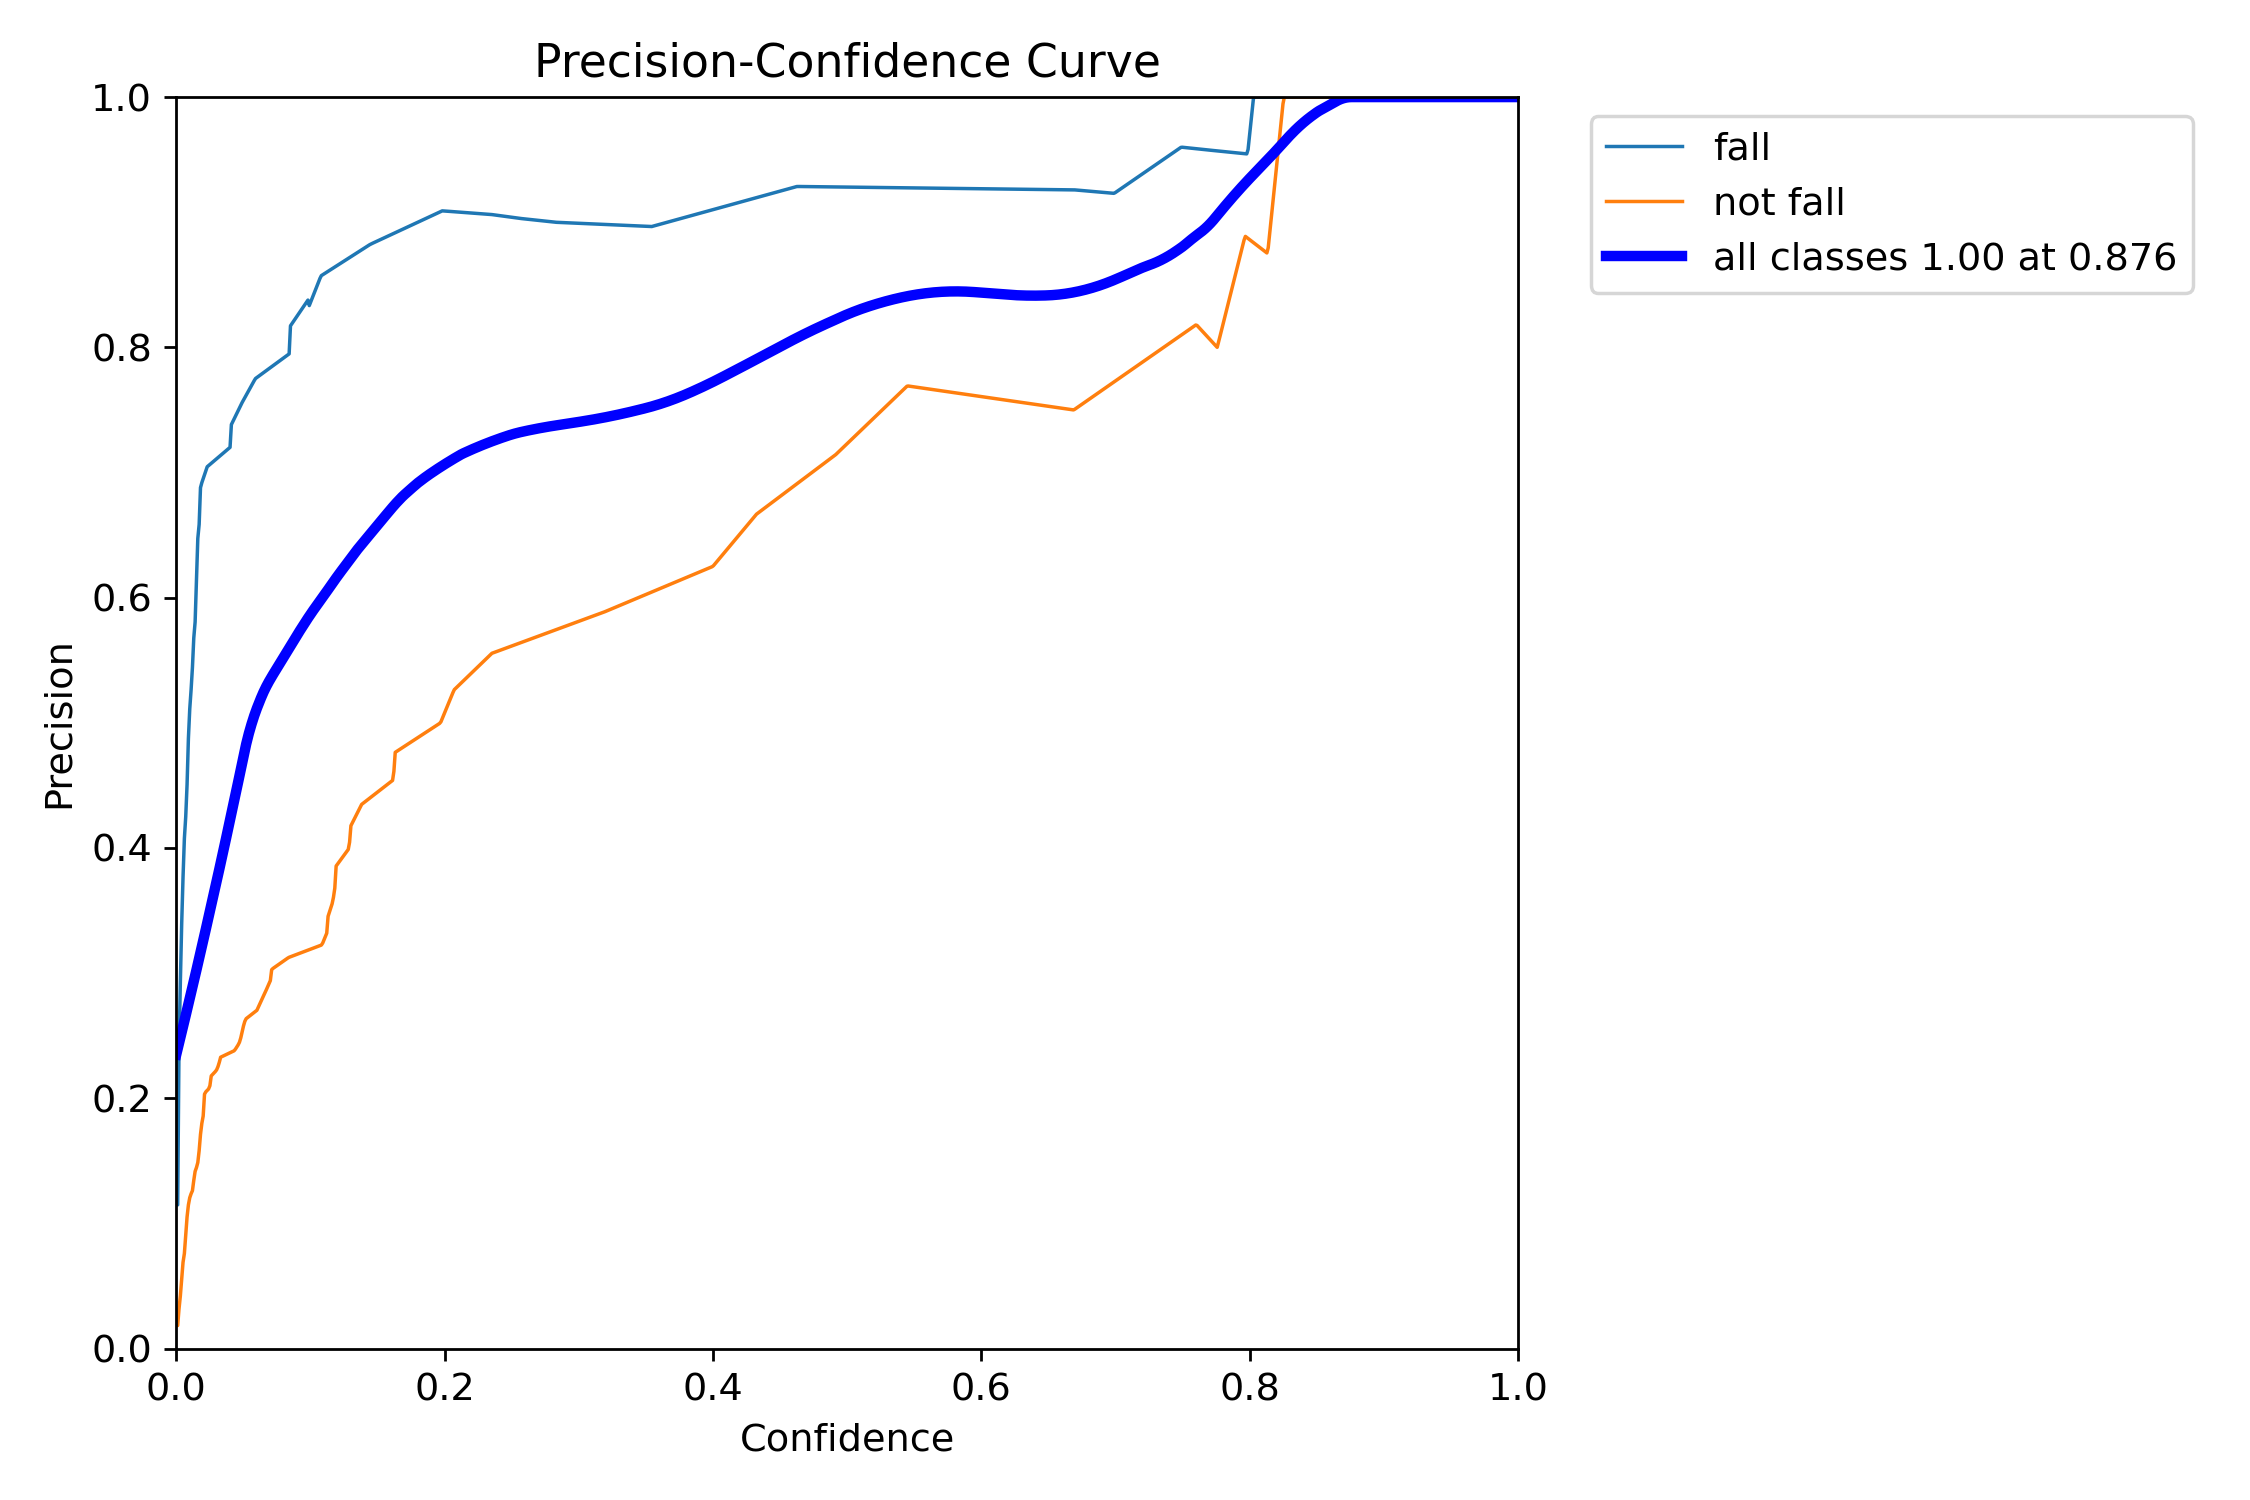 Precision-Confidence Curve
1.0
0.8
0.6
0.4
0.2
0.0
Precision
0.0 0.2 0.4 0.6 0.8 1.0
Confidence
fall
not fall
all classes 1.00 at 0.876